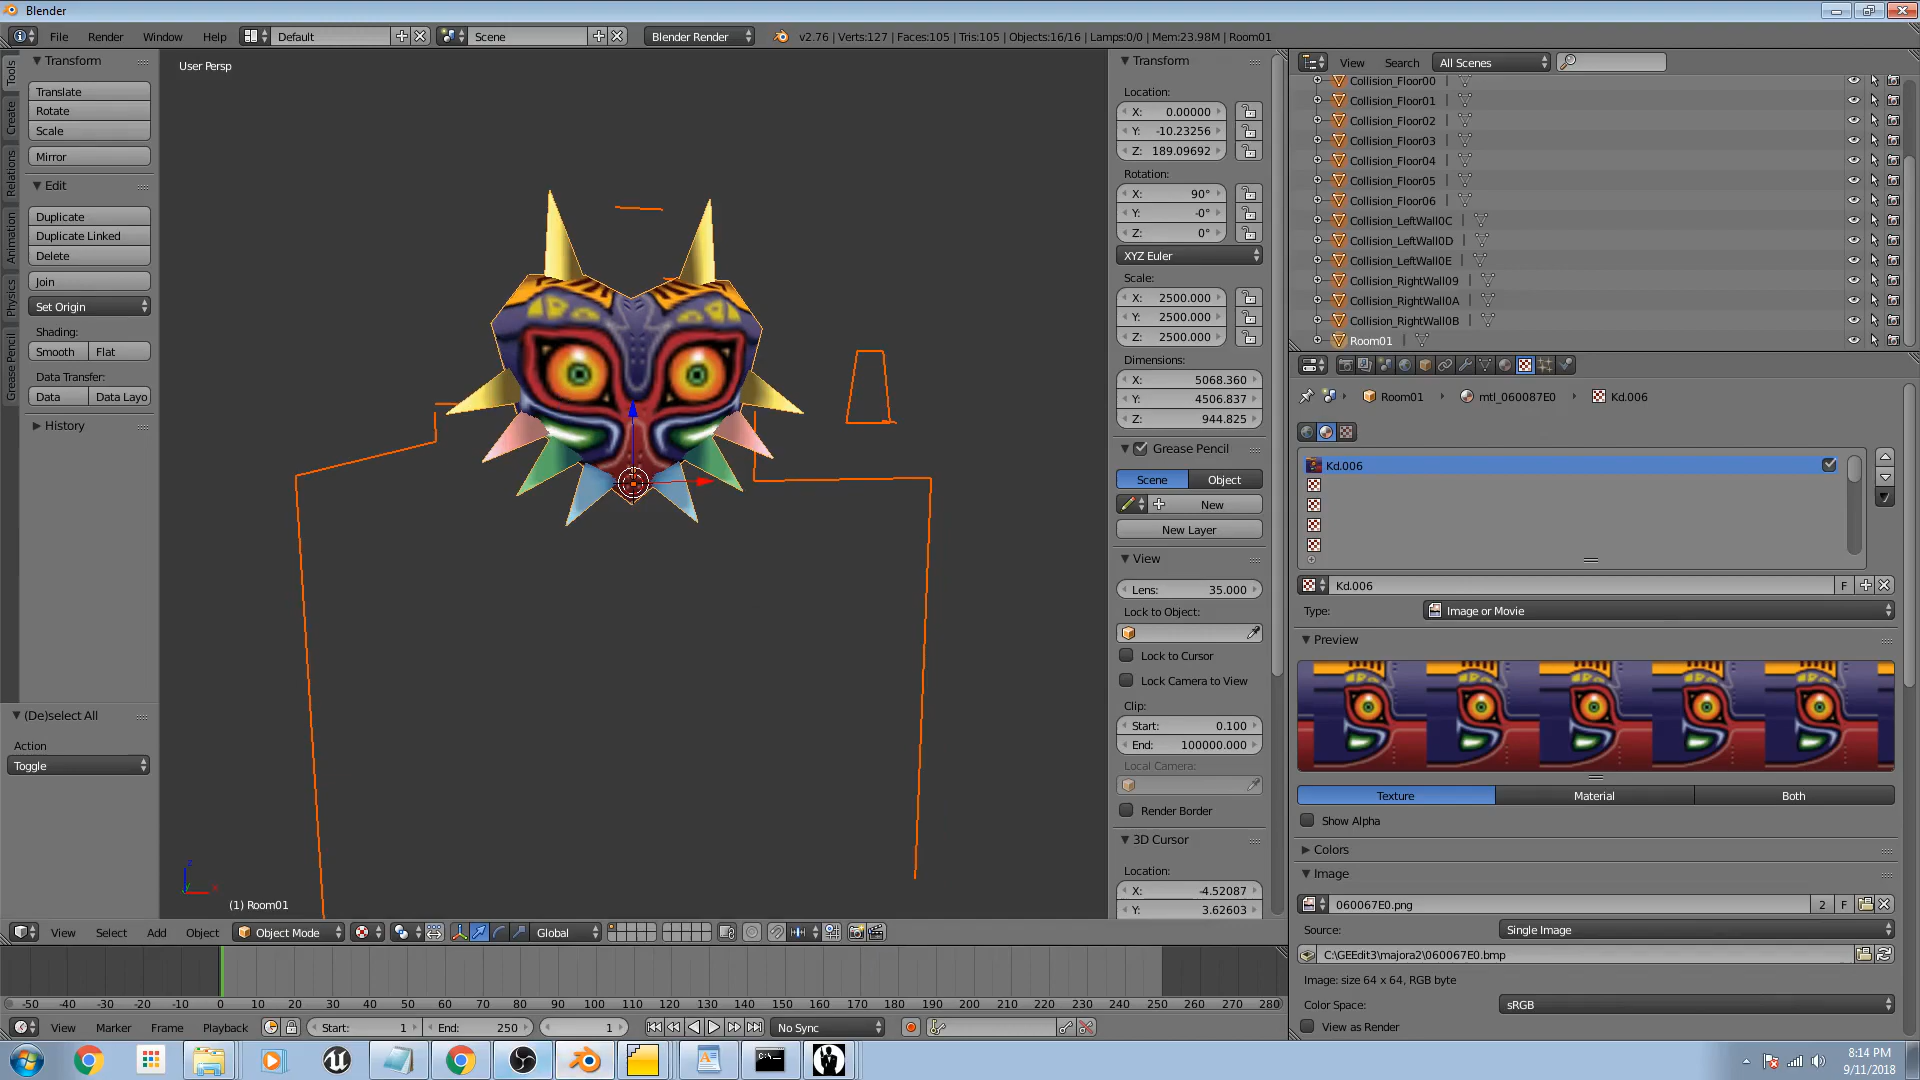 Blender
File Render Window Help Default Scene Blender Render v2.76 | Verts:127 | Faces:105 | Tris:105 | Objects:16/16 | Lamps:0/0 | Mem:23.98M | Room01
Tools
Create
Relations
Animation
Physics
Grease Pencil
Transform
Translate
Rotate
Scale
Mirror
Edit
Duplicate
Duplicate Linked
Delete
Join
Set Origin
Shading:
Smooth Flat
Data Transfer:
Data Data Layo
History
(De)select All
Action
Toggle
User Persp
(1) Room01
Transform
Location:
X: 0.00000
Y: -10.23256
Z: 189.09692
Rotation:
X: 90°
Y: -0°
Z: 0°
XYZ Euler
Scale:
X: 2500.000
Y: 2500.000
Z: 2500.000
Dimensions:
X: 5068.360
Y: 4506.837
Z: 944.825
Grease Pencil
Scene Object
New
New Layer
View
Lens: 35.000
Lock to Object:
Lock to Cursor
Lock Camera to View
Clip:
Start: 0.100
End: 100000.000
Local Camera:
Render Border
3D Cursor
Location:
X: -4.52087
Y: 3.62603
View Search All Scenes
Collision_Floor00
Collision_Floor01
Collision_Floor02
Collision_Floor03
Collision_Floor04
Collision_Floor05
Collision_Floor06
Collision_LeftWall0C
Collision_LeftWall0D
Collision_LeftWall0E
Collision_RightWall09
Collision_RightWall0A
Collision_RightWall0B
Room01
Room01 mtl_060087E0 Kd.006
Kd.006
Kd.006 F
Type: Image or Movie
Preview
Texture Material Both
Show Alpha
Colors
Image
060067E0.png 2 F
Source: Single Image
C:\GEEdit3\majora2\060067E0.bmp
Image: size 64 x 64, RGB byte
Color Space: sRGB
View as Render
View Select Add Object Object Mode Global
-50 -40 -30 -20 -10 0 10 20 30 40 50 60 70 80 90 100 110 120 130 140 150 160 170 180 190 200 210 220 230 240 250 260 270 280
View Marker Frame Playback Start: 1 End: 250 1 No Sync
8:14 PM
9/11/2018